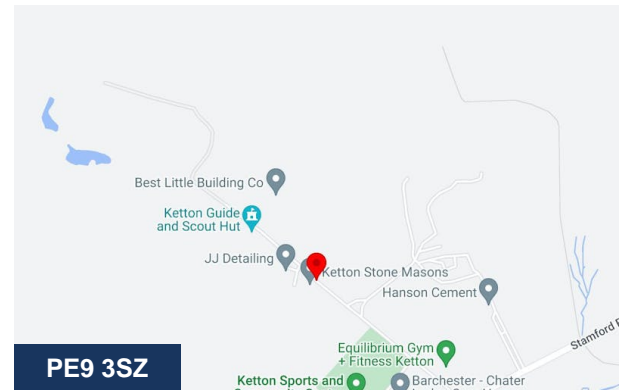 Best Little Building Co
Ketton Guide
and Scout Hut
JJ Detailing
Ketton Stone Masons
Hanson Cement
Stamford
Equilibrium Gym
+ Fitness Ketton
PE9 3SZ
Ketton Sports and
Barchester - Chater